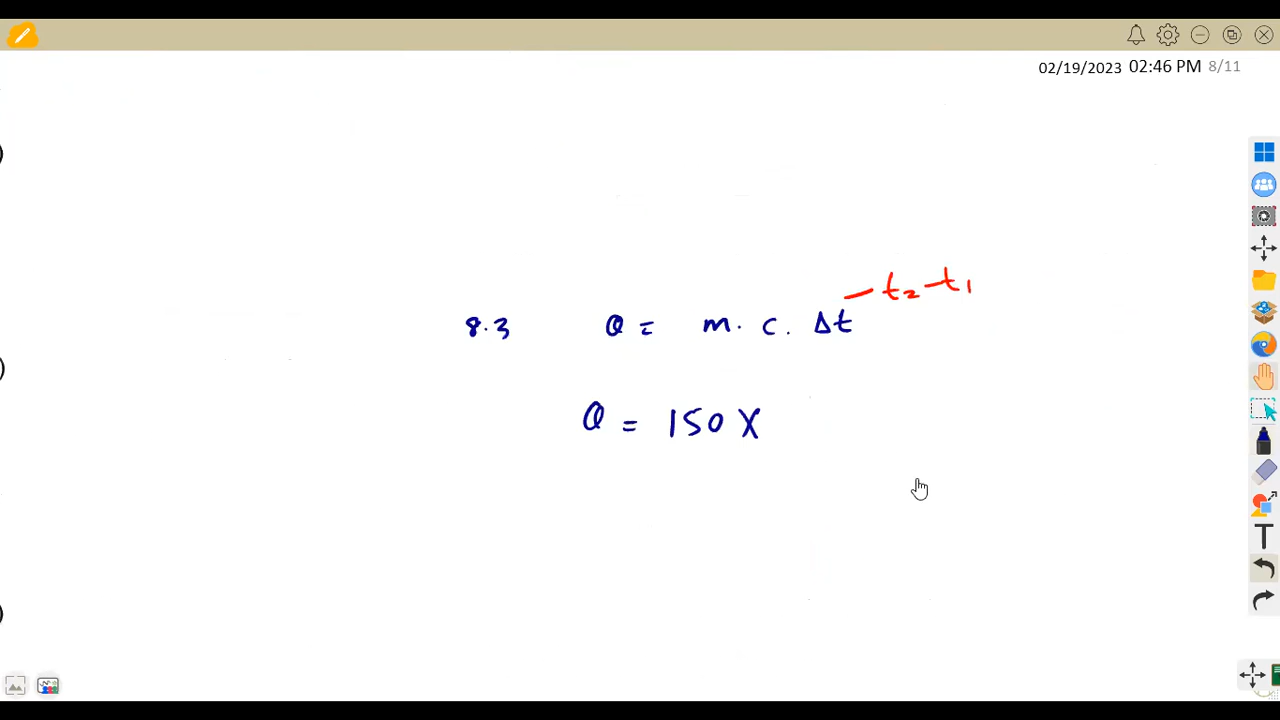 02/19/2023 02:46 PM 8/11
t₂ - t₁
8.3 Q = m. c. Δt
Q = 150 X
T